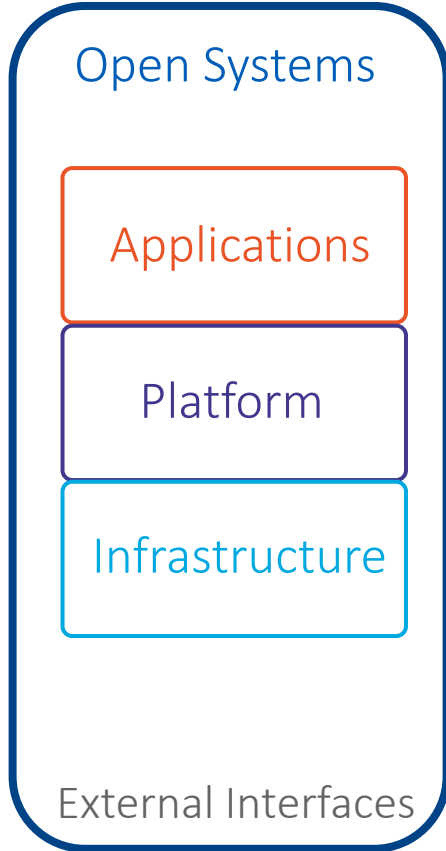 Open Systems
Applications
Platform
Infrastructure
External Interfaces